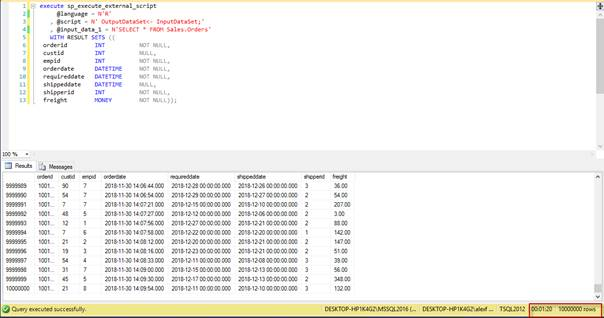 1 execute sp_execute_external_script
2 @language = N'R'
3 , @script = N' OutputDataSet<- InputDataSet;'
4 , @input_data_1 = N'SELECT * FROM Sales.Orders'
5 WITH RESULT SETS ((
6 orderid INT NOT NULL,
7 custid INT NOT NULL,
8 empid INT NOT NULL,
9 orderdate DATETIME NOT NULL,
10 requireddate DATETIME NOT NULL,
11 shippeddate DATETIME NOT NULL,
12 shipperid INT NOT NULL,
13 freight MONEY NOT NULL));
100 %
Results Messages
orderid custid empid orderdate requireddate shippeddate shipperid freight
9999989 1001... 90 7 2018-11-30 14:06:44.000 2018-12-28 00:00:00.000 2018-12-26 00:00:00.000 3 36.00
9999990 1001... 54 7 2018-11-30 14:06:54.000 2018-12-29 00:00:00.000 2018-12-27 00:00:00.000 2 54.00
9999991 1001... 7 7 2018-11-30 14:07:21.000 2018-12-15 00:00:00.000 2018-12-10 00:00:00.000 2 207.00
9999992 1001... 48 5 2018-11-30 14:07:27.000 2018-12-12 00:00:00.000 2018-12-06 00:00:00.000 2 3.00
9999993 1001... 12 1 2018-11-30 14:07:56.000 2018-12-27 00:00:00.000 2018-12-21 00:00:00.000 2 88.00
9999994 1001... 7 6 2018-11-30 14:07:58.000 2018-12-22 00:00:00.000 2018-12-20 00:00:00.000 1 142.00
9999995 1001... 21 2 2018-11-30 14:08:12.000 2018-12-23 00:00:00.000 2018-12-20 00:00:00.000 2 147.00
9999996 1001... 19 3 2018-11-30 14:08:16.000 2018-12-23 00:00:00.000 2018-12-21 00:00:00.000 2 51.00
9999997 1001... 54 4 2018-11-30 14:08:33.000 2018-12-11 00:00:00.000 2018-12-08 00:00:00.000 3 39.00
9999998 1001... 31 7 2018-11-30 14:09:00.000 2018-12-15 00:00:00.000 2018-12-13 00:00:00.000 3 56.00
9999999 1001... 45 5 2018-11-30 14:09:30.000 2018-12-17 00:00:00.000 2018-12-13 00:00:00.000 2 348.00
10000000 1001... 21 8 2018-11-30 14:09:54.000 2018-12-19 00:00:00.000 2018-12-16 00:00:00.000 3 132.00
Query executed successfully. DESKTOP-HP1K4G2\MSSQL2016 (... DESKTOP-HP1K4G2\alexf ... TSQL2012 00:01:20 10000000 rows